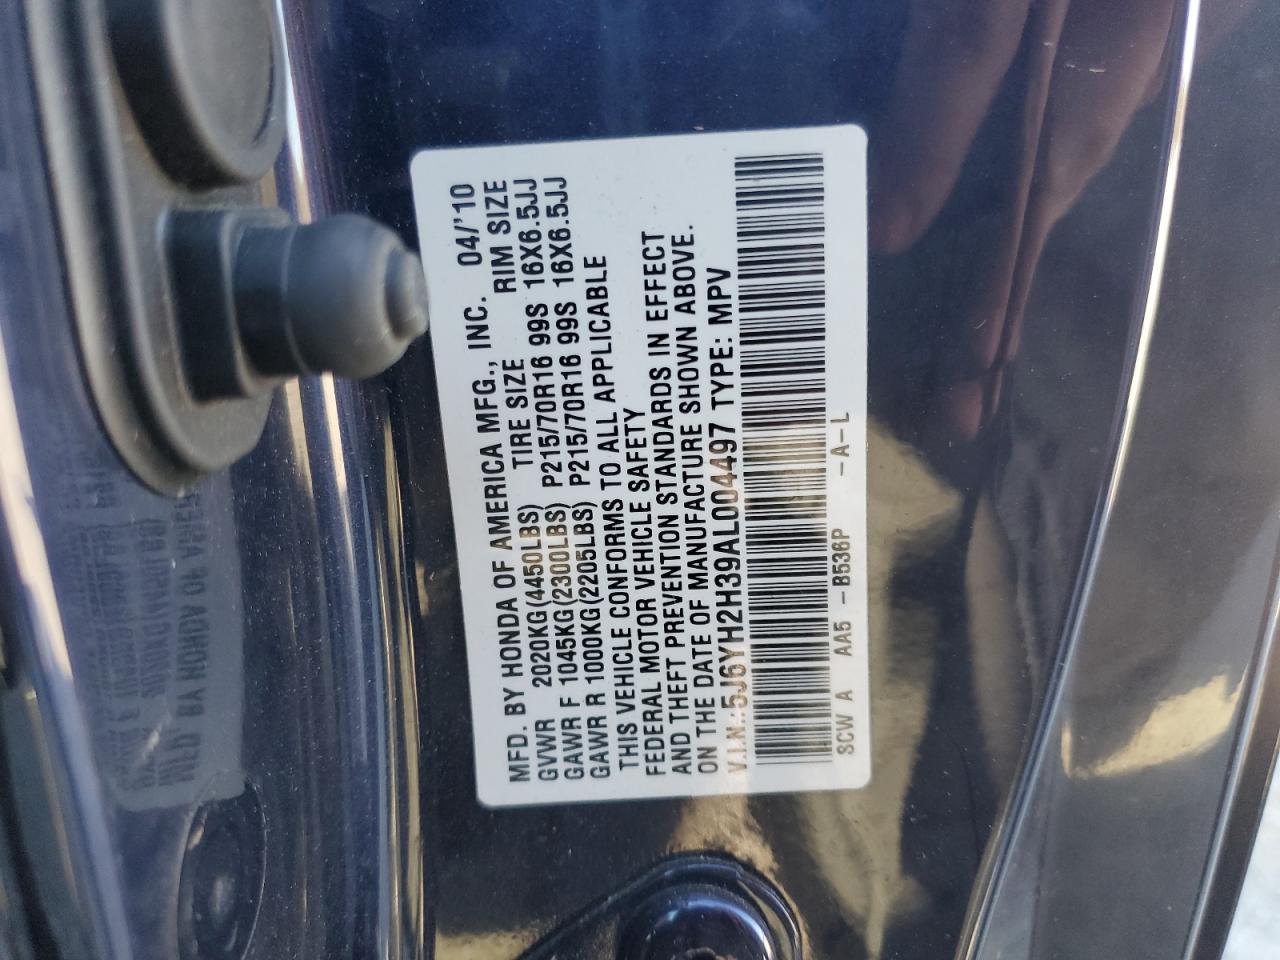 MFD. BY HONDA OF AMERICA MFG., INC. 04/'10
GVWR 2020KG(4450LBS) TIRE SIZE RIM SIZE
GAWR F 1045KG(2300LBS) P215/70R16 99S 16X6.5JJ
GAWR R 1000KG(2205LBS) P215/70R16 99S 16X6.5JJ
THIS VEHICLE CONFORMS TO ALL APPLICABLE
FEDERAL MOTOR VEHICLE SAFETY
AND THEFT PREVENTION STANDARDS IN EFFECT
ON THE DATE OF MANUFACTURE SHOWN ABOVE.
V.I.N.:5J6YH2H39AL004497 TYPE: MPV
SCW A AA5 -B536P -A-L